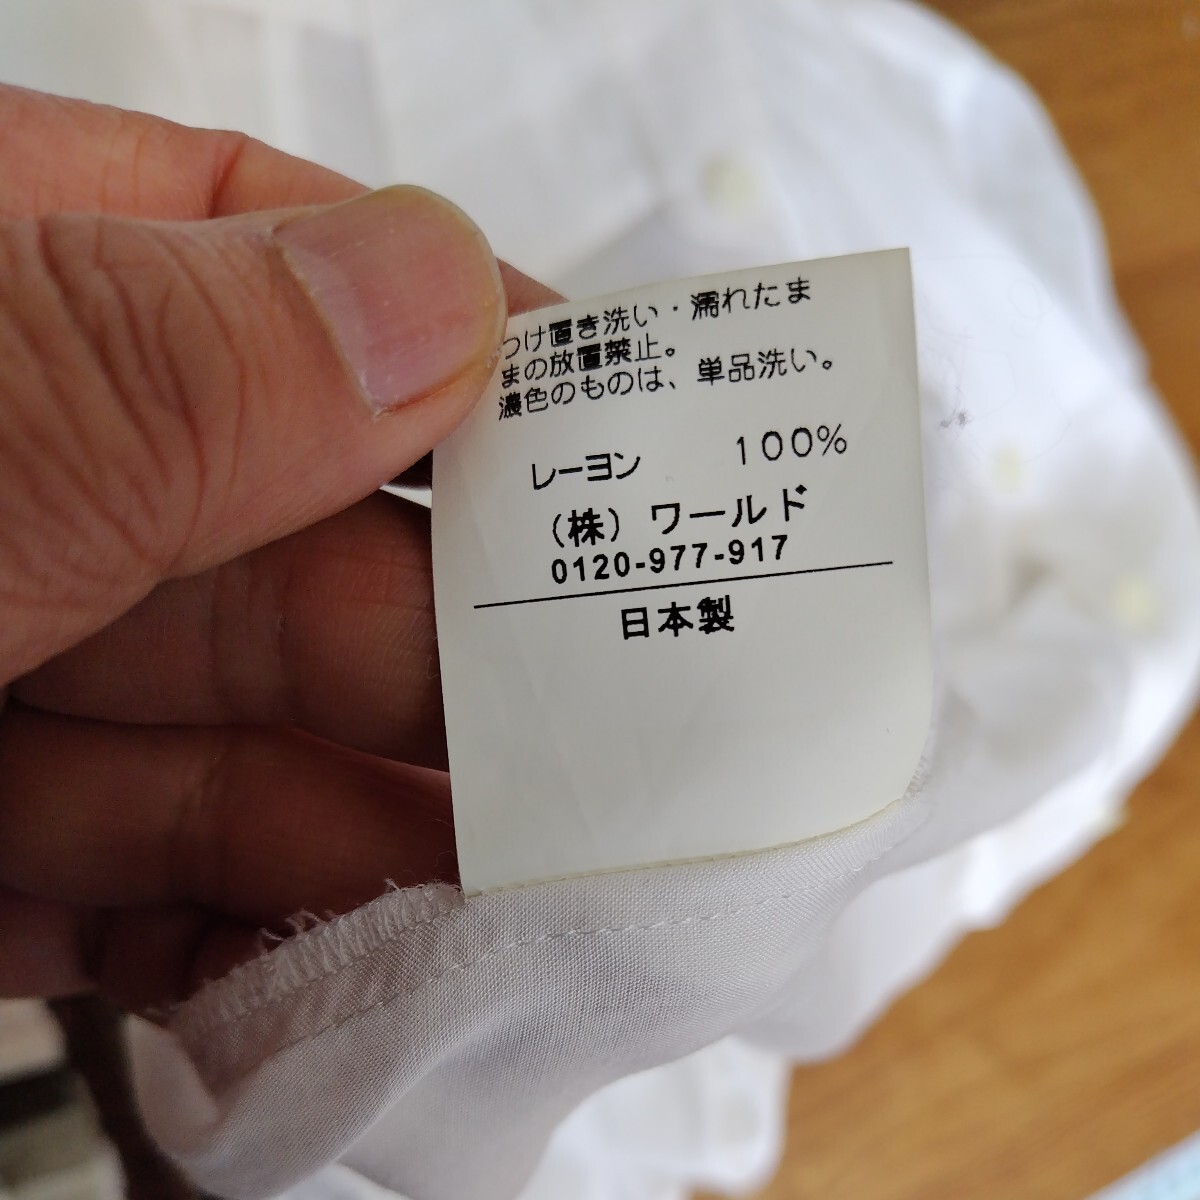 つけ置き洗い・濡れたま
まの放置禁止。
濃色のものは、単品洗い。
レーヨン 100%
（株）ワールド
0120-977-917
日本製